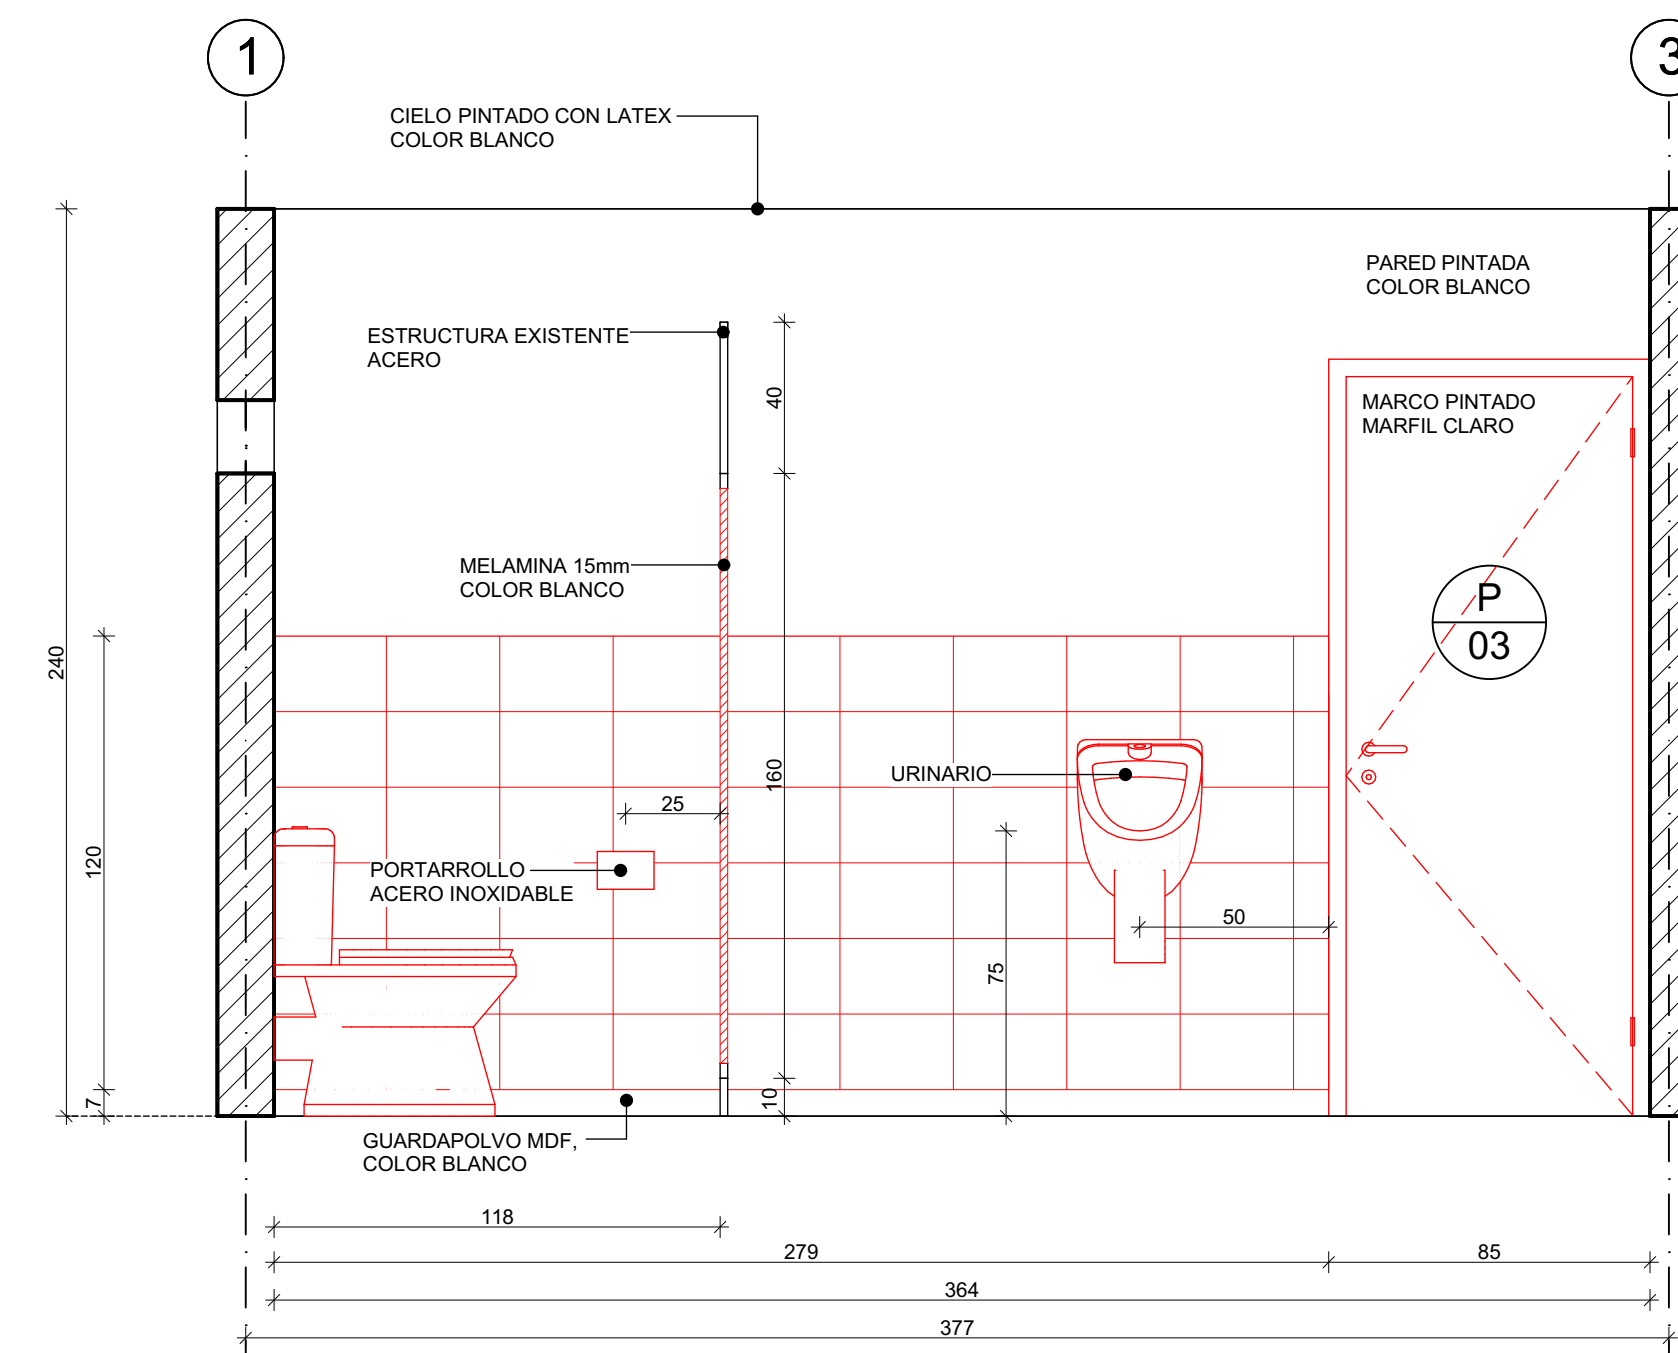 1
3
CIELO PINTADO CON LATEX
COLOR BLANCO
PARED PINTADA
COLOR BLANCO
ESTRUCTURA EXISTENTE
ACERO
40
MARCO PINTADO
MARFIL CLARO
MELAMINA 15mm
COLOR BLANCO
P
03
240
120
160
URINARIO
25
PORTARROLLO
ACERO INOXIDABLE
50
75
7
10
GUARDAPOLVO MDF,
COLOR BLANCO
118
279
85
364
377